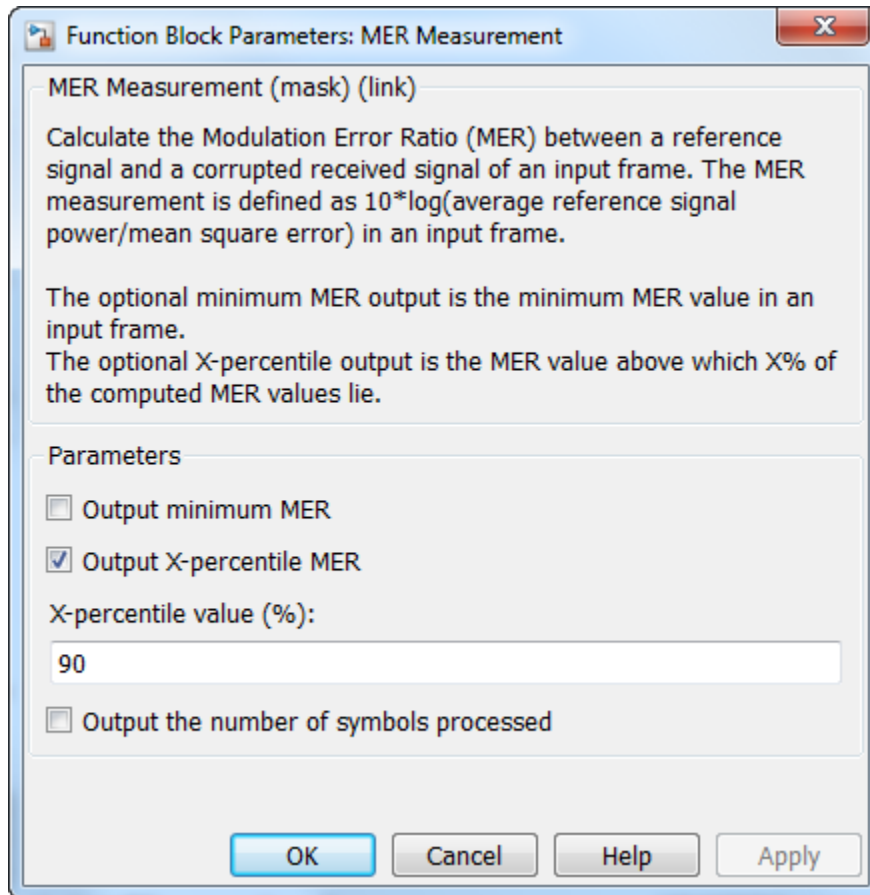 Function Block Parameters: MER Measurement
MER Measurement (mask) (link)
Calculate the Modulation Error Ratio (MER) between a reference
signal and a corrupted received signal of an input frame. The MER
measurement is defined as 10*log(average reference signal
power/mean square error) in an input frame.
The optional minimum MER output is the minimum MER value in an
input frame.
The optional X-percentile output is the MER value above which X% of
the computed MER values lie.
Parameters
Output minimum MER
Output X-percentile MER
X-percentile value (%):
90
Output the number of symbols processed
OK Cancel Help Apply